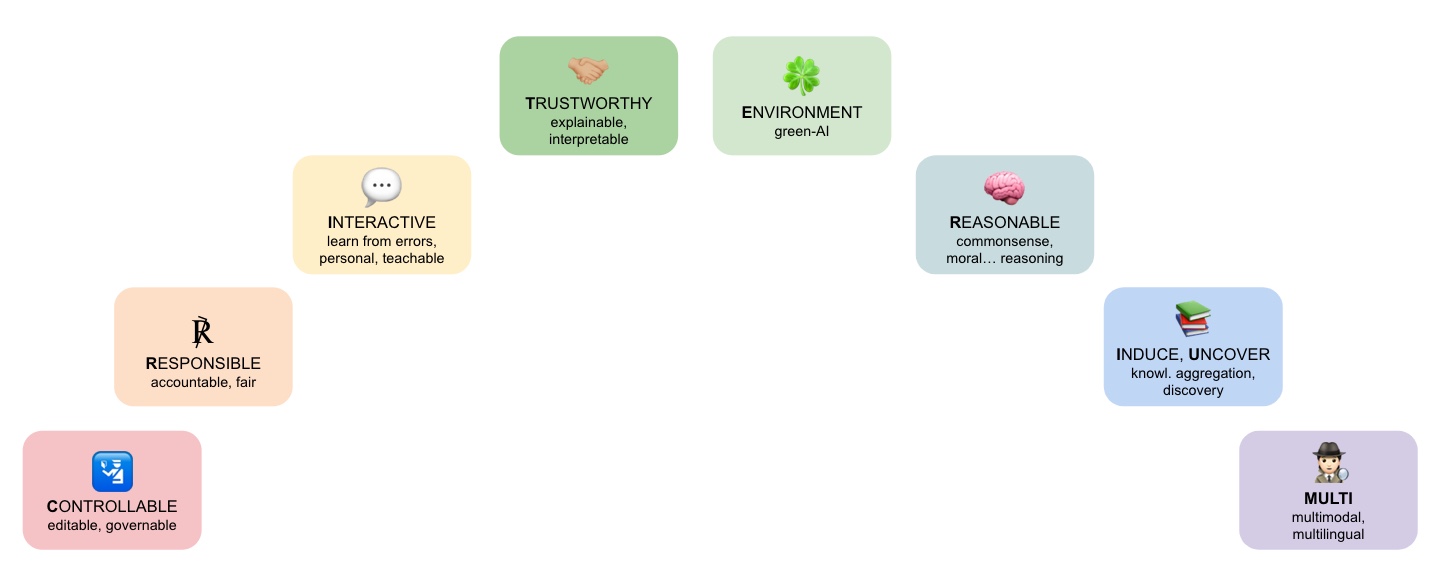 TRUSTWORTHY
explainable,
interpretable
ENVIRONMENT
green-AI
INTERACTIVE
learn from errors,
personal, teachable
REASONABLE
commonsense,
moral... reasoning
℟
RESPONSIBLE
accountable, fair
INDUCE, UNCOVER
knowl. aggregation,
discovery
CONTROLLABLE
editable, governable
MULTI
multimodal,
multilingual